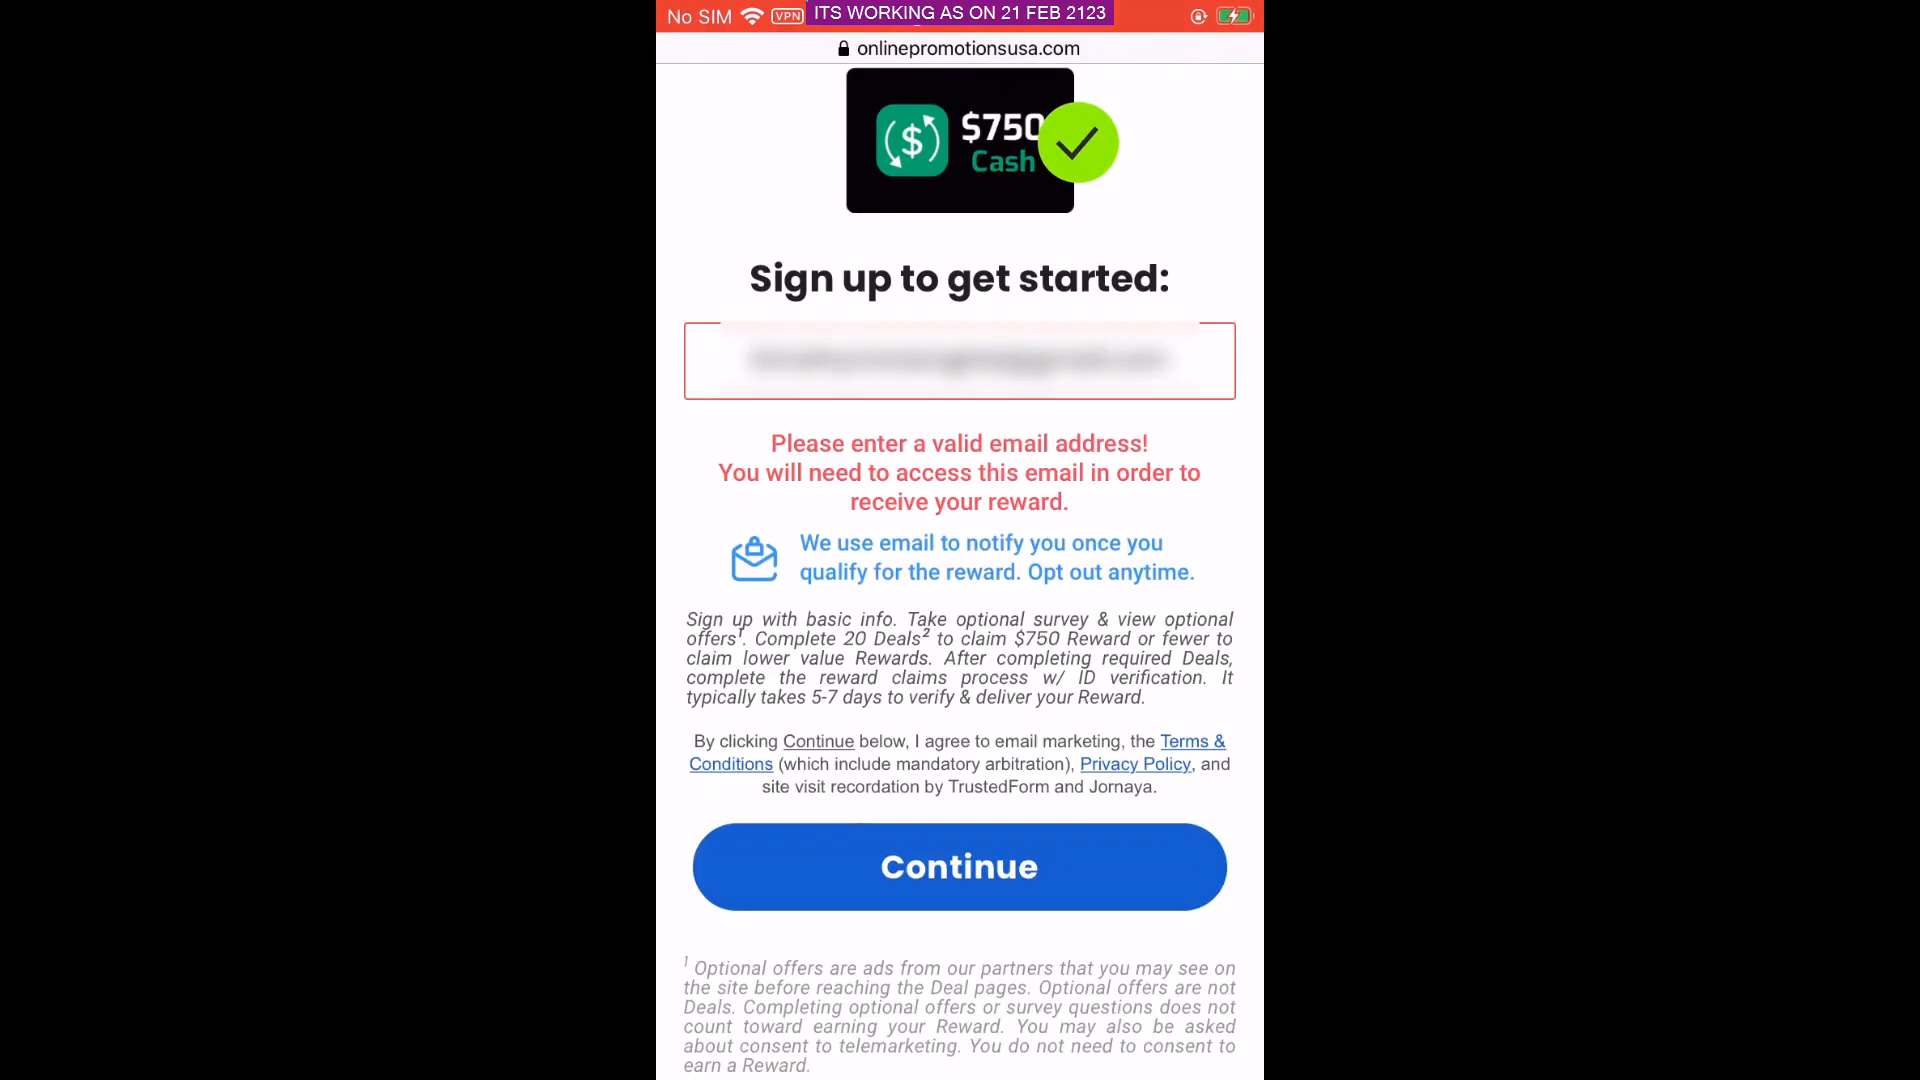 No SIM VPN ITS WORKING AS ON 21 FEB 2123
onlinepromotionsusa.com
$ $750
Cash
Sign up to get started:
Please enter a valid email address!
You will need to access this email in order to
receive your reward.
We use email to notify you once you
qualify for the reward. Opt out anytime.
Sign up with basic info. Take optional survey & view optional
offers¹. Complete 20 Deals² to claim $750 Reward or fewer to
claim lower value Rewards. After completing required Deals,
complete the reward claims process w/ ID verification. It
typically takes 5-7 days to verify & deliver your Reward.
By clicking Continue below, I agree to email marketing, the Terms &
Conditions (which include mandatory arbitration), Privacy Policy, and
site visit recordation by TrustedForm and Jornaya.
Continue
¹ Optional offers are ads from our partners that you may see on
the site before reaching the Deal pages. Optional offers are not
Deals. Completing optional offers or survey questions does not
count toward earning your Reward. You may also be asked
about consent to telemarketing. You do not need to consent to
earn a Reward.